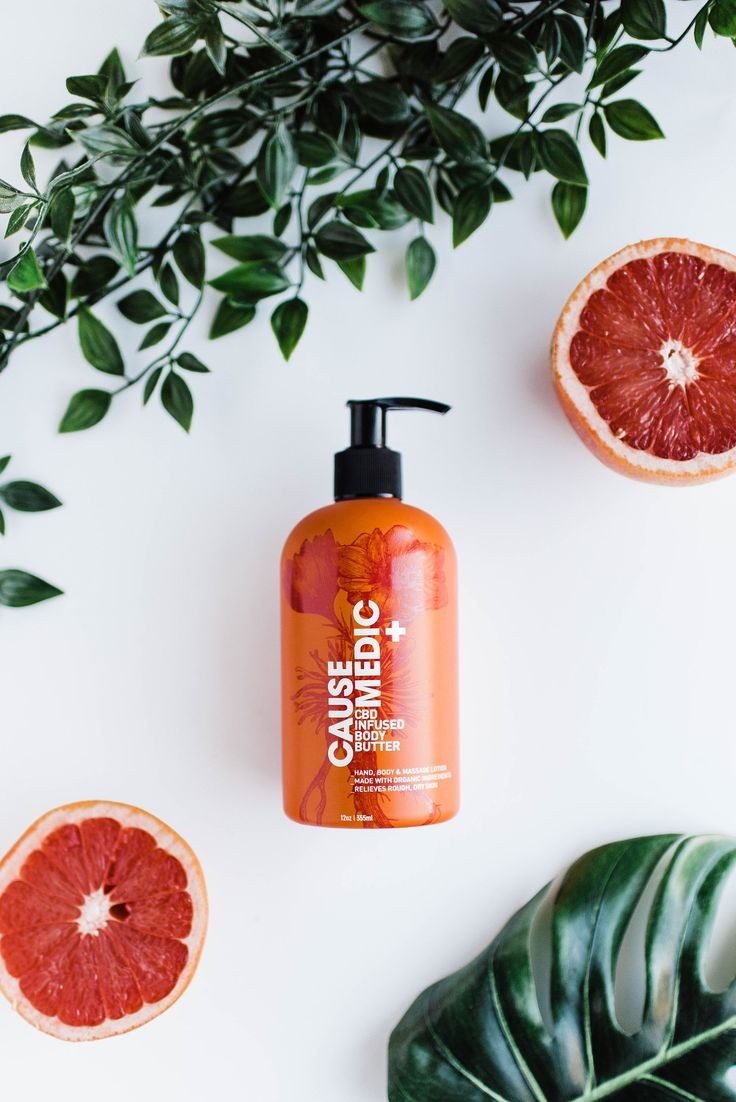 CAUSE
MEDIC
+
CBD
INFUSED
BODY
BUTTER
HAND, BODY & MASSAGE LOTION
MADE WITH ORGANIC INGREDIENTS
RELIEVES ROUGH, DRY SKIN
12oz | 355ml